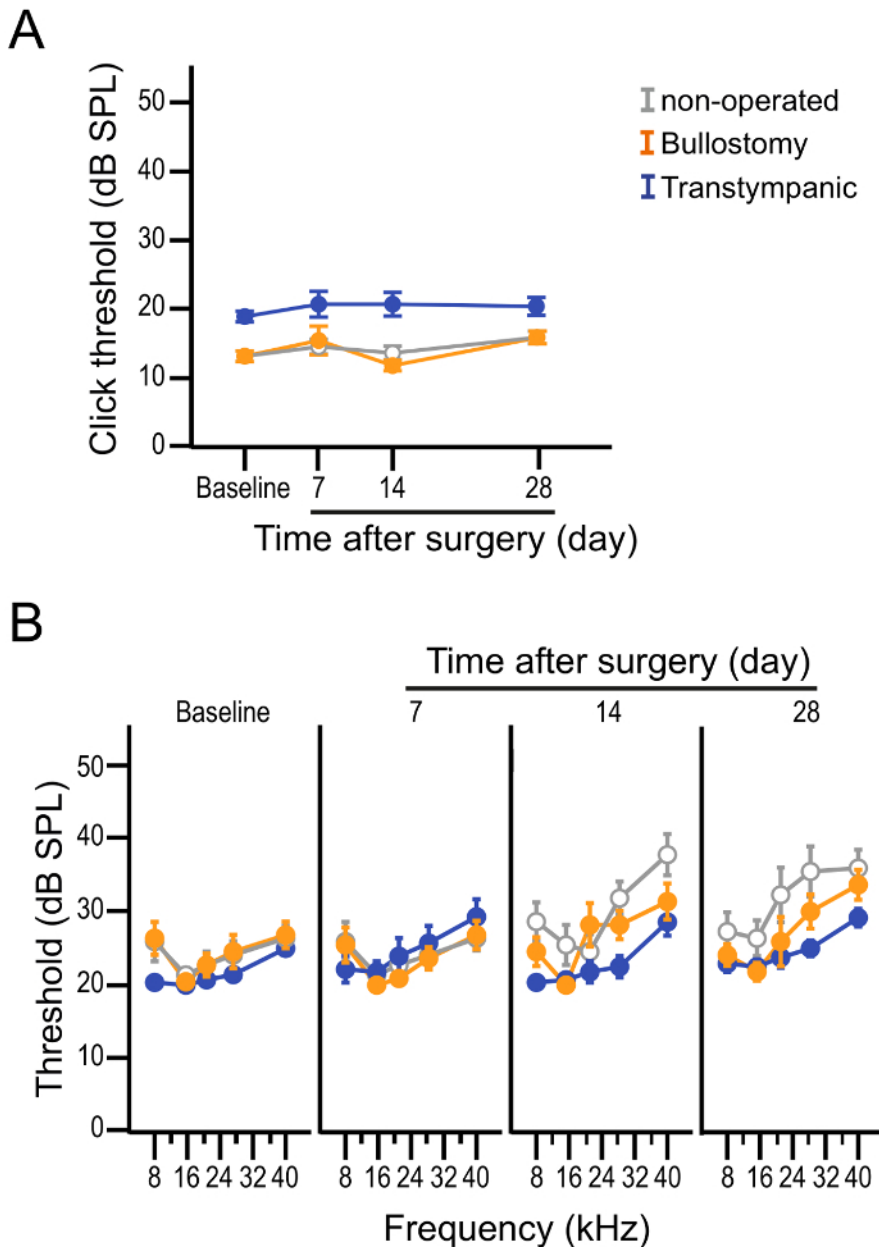 A
Click threshold (dB SPL)
50
40
30
20
10
0
Baseline 7 14 28
Time after surgery (day)
non-operated
Bullostomy
Transtympanic
B
Time after surgery (day)
Baseline 7 14 28
Threshold (dB SPL)
50
40
30
20
10
0
8 16 24 32 40 8 16 24 32 40 8 16 24 32 40 8 16 24 32 40
Frequency (kHz)